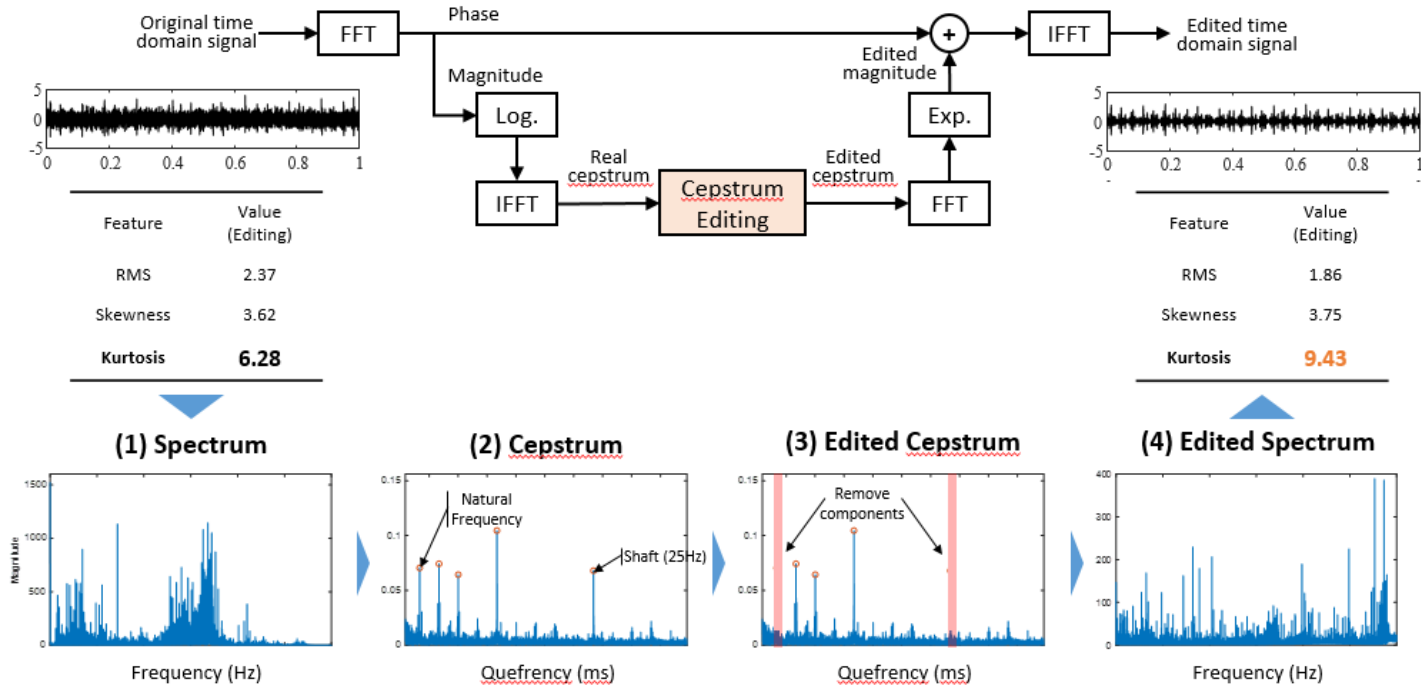 Original time
domain signal
FFT
Phase
+
IFFT
Edited time
domain signal
Magnitude
Edited
magnitude
Log.
Exp.
5
0
-5
0
0.2
0.4
0.6
0.8
1
5
0
-5
0
0.2
0.4
0.6
0.8
1
Real
cepstrum
Edited
cepstrum
IFFT
Cepstrum
Editing
FFT
Feature
Value
(Editing)
RMS
2.37
Skewness
3.62
Kurtosis
6.28
Feature
Value
(Editing)
RMS
1.86
Skewness
3.75
Kurtosis
9.43
(1) Spectrum
(2) Cepstrum
(3) Edited Cepstrum
(4) Edited Spectrum
1500
1000
500
0
Magnitude
Frequency (Hz)
0.15
0.1
0.05
0
Natural
Frequency
Shaft (25Hz)
Quefrency (ms)
0.15
0.1
0.05
0
Remove
components
Quefrency (ms)
400
300
200
100
0
Frequency (Hz)